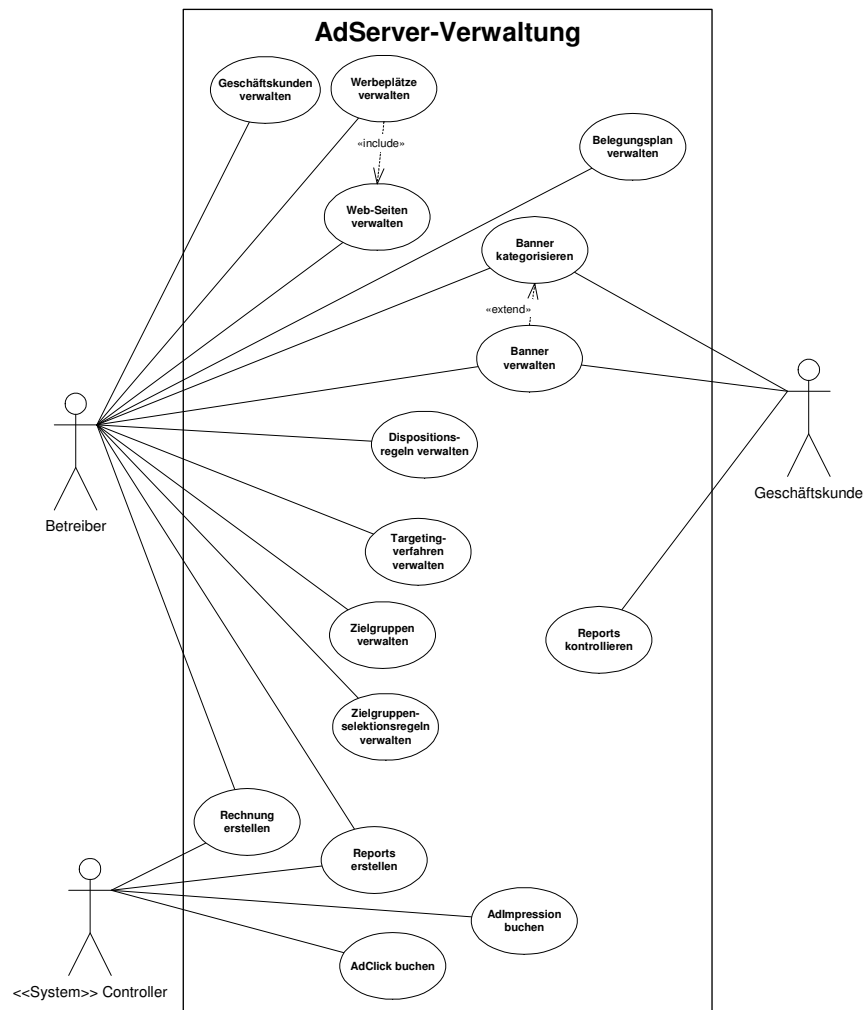 AdServer-Verwaltung
Geschäftskunden
verwalten
Werbeplätze
verwalten
«include»
Belegungsplan
verwalten
Web-Seiten
verwalten
Banner
kategorisieren
«extend»
Banner
verwalten
Dispositions-
regeln verwalten
Betreiber
Geschäftskunde
Targeting-
verfahren
verwalten
Zielgruppen
verwalten
Reports
kontrollieren
Zielgruppen-
selektionsregeln
verwalten
Rechnung
erstellen
Reports
erstellen
AdImpression
buchen
AdClick buchen
<<System>> Controller